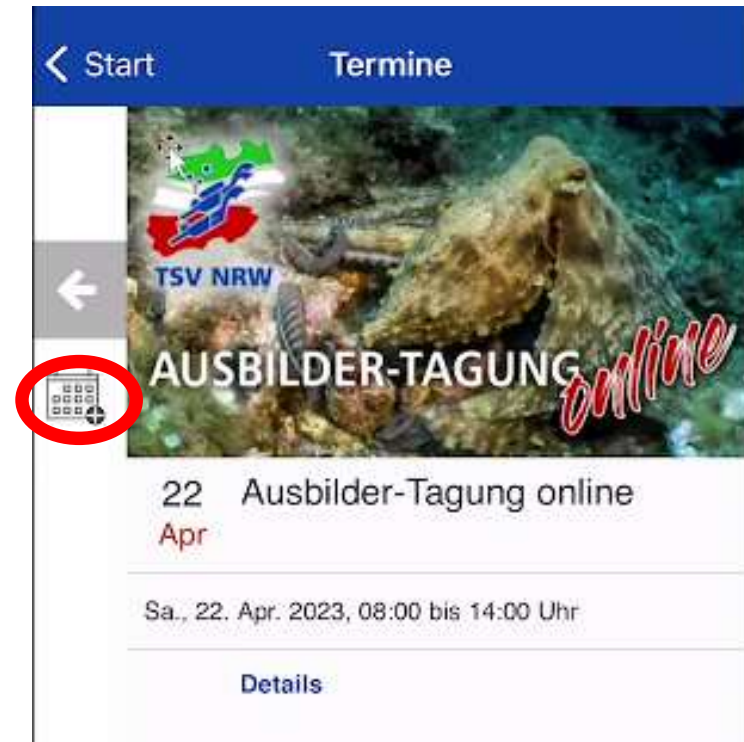 Start
Termine
TSV NRW
AUSBILDER-TAGUNG
online
22
Apr
Ausbilder-Tagung online
Sa., 22. Apr. 2023, 08:00 bis 14:00 Uhr
Details